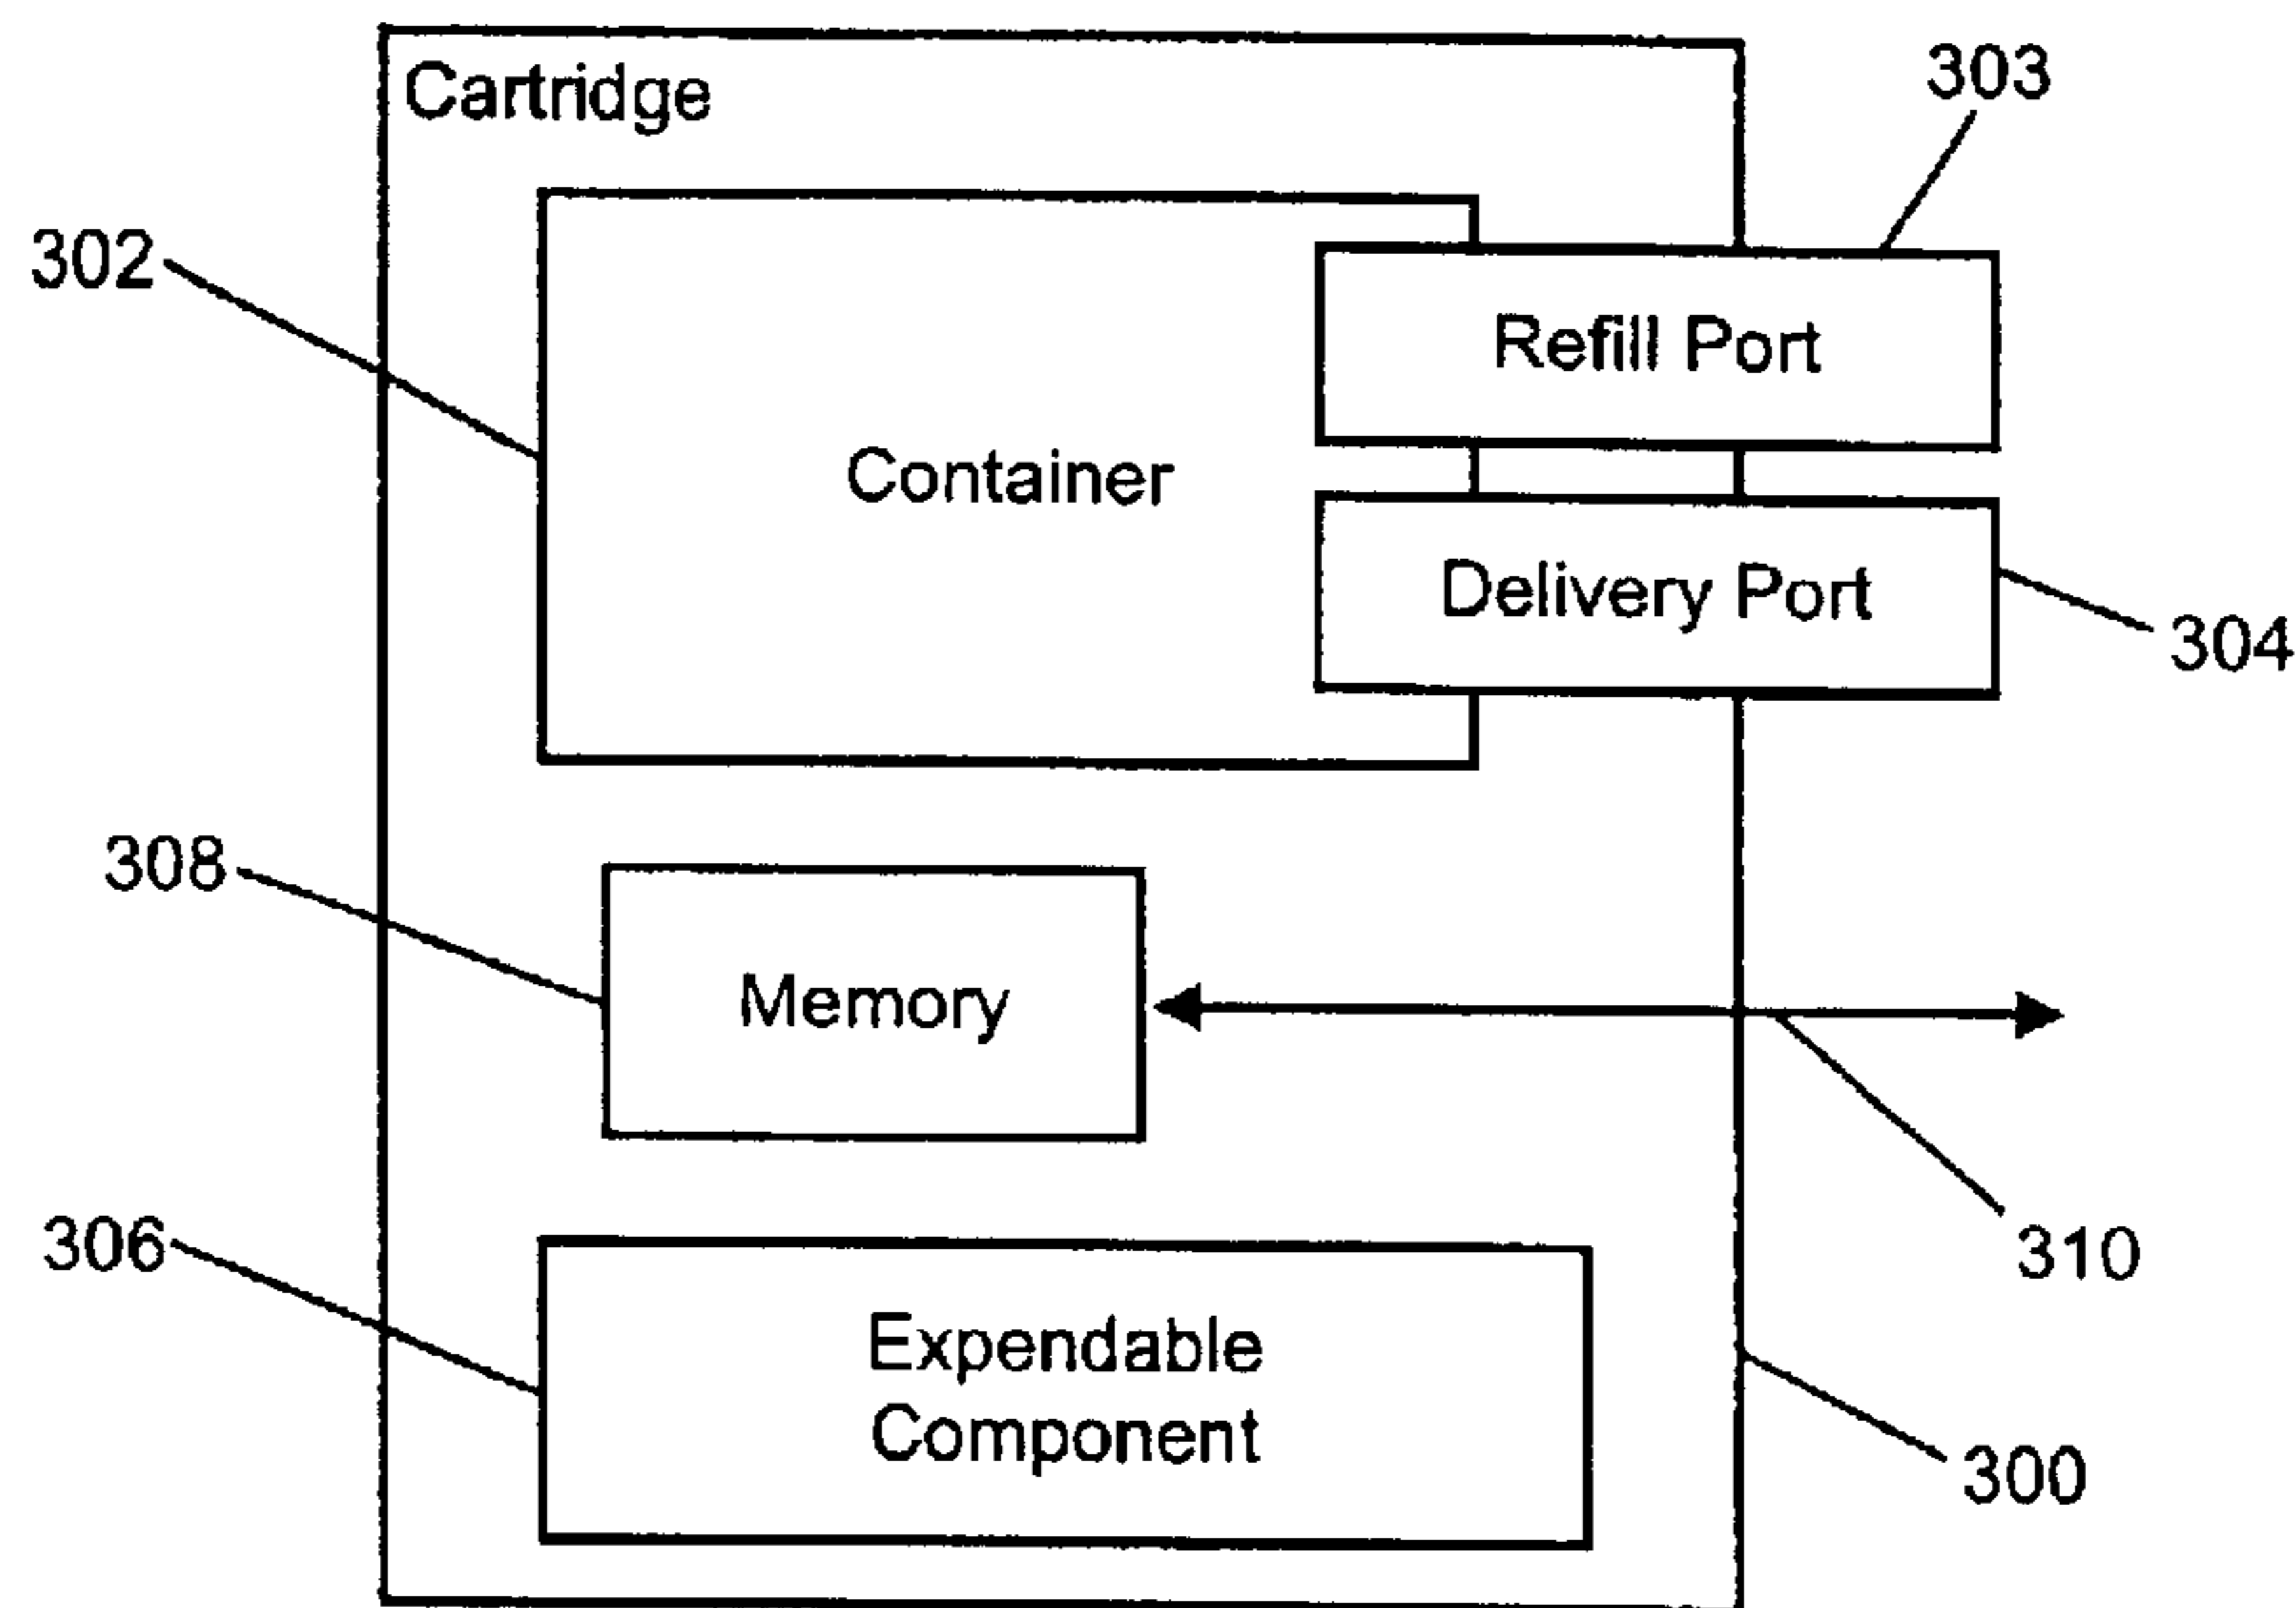 Cartridge
303
302
Refill Port
Container
Delivery Port
304
308
Memory
306
310
Expendable
Component
300